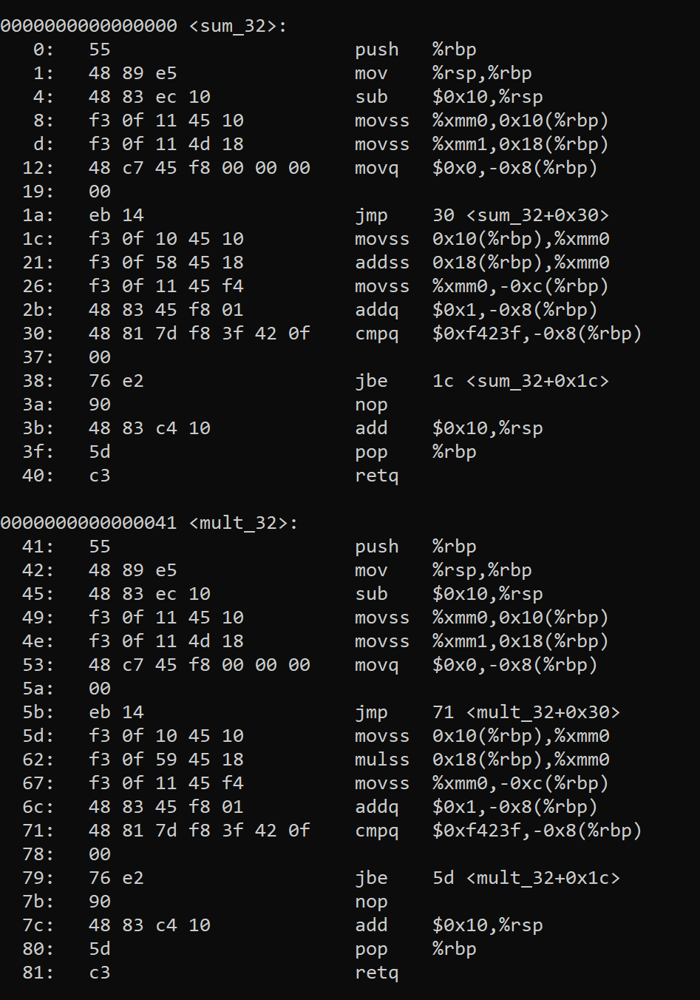 0000000000000000 <sum_32>:
   0:   55                      push   %rbp
   1:   48 89 e5                mov    %rsp,%rbp
   4:   48 83 ec 10             sub    $0x10,%rsp
   8:   f3 0f 11 45 10          movss  %xmm0,0x10(%rbp)
   d:   f3 0f 11 4d 18          movss  %xmm1,0x18(%rbp)
  12:   48 c7 45 f8 00 00 00    movq   $0x0,-0x8(%rbp)
  19:   00
  1a:   eb 14                   jmp    30 <sum_32+0x30>
  1c:   f3 0f 10 45 10          movss  0x10(%rbp),%xmm0
  21:   f3 0f 58 45 18          addss  0x18(%rbp),%xmm0
  26:   f3 0f 11 45 f4          movss  %xmm0,-0xc(%rbp)
  2b:   48 83 45 f8 01          addq   $0x1,-0x8(%rbp)
  30:   48 81 7d f8 3f 42 0f    cmpq   $0xf423f,-0x8(%rbp)
  37:   00
  38:   76 e2                   jbe    1c <sum_32+0x1c>
  3a:   90                      nop
  3b:   48 83 c4 10             add    $0x10,%rsp
  3f:   5d                      pop    %rbp
  40:   c3                      retq

0000000000000041 <mult_32>:
  41:   55                      push   %rbp
  42:   48 89 e5                mov    %rsp,%rbp
  45:   48 83 ec 10             sub    $0x10,%rsp
  49:   f3 0f 11 45 10          movss  %xmm0,0x10(%rbp)
  4e:   f3 0f 11 4d 18          movss  %xmm1,0x18(%rbp)
  53:   48 c7 45 f8 00 00 00    movq   $0x0,-0x8(%rbp)
  5a:   00
  5b:   eb 14                   jmp    71 <mult_32+0x30>
  5d:   f3 0f 10 45 10          movss  0x10(%rbp),%xmm0
  62:   f3 0f 59 45 18          mulss  0x18(%rbp),%xmm0
  67:   f3 0f 11 45 f4          movss  %xmm0,-0xc(%rbp)
  6c:   48 83 45 f8 01          addq   $0x1,-0x8(%rbp)
  71:   48 81 7d f8 3f 42 0f    cmpq   $0xf423f,-0x8(%rbp)
  78:   00
  79:   76 e2                   jbe    5d <mult_32+0x1c>
  7b:   90                      nop
  7c:   48 83 c4 10             add    $0x10,%rsp
  80:   5d                      pop    %rbp
  81:   c3                      retq